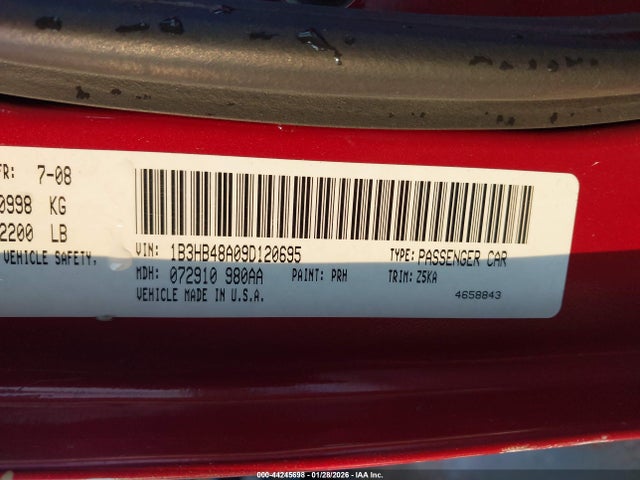 FR: 7-08
0998 KG
2200 LB
VEHICLE SAFETY,
VIN: 1B3HB48A09D120695 TYPE: PASSENGER CAR
MDH: 072910 980AA PAINT: PRH TRIM: Z5KA
VEHICLE MADE IN U.S.A. 4658843
000-44245698 - 01/28/2026 - IAA Inc.